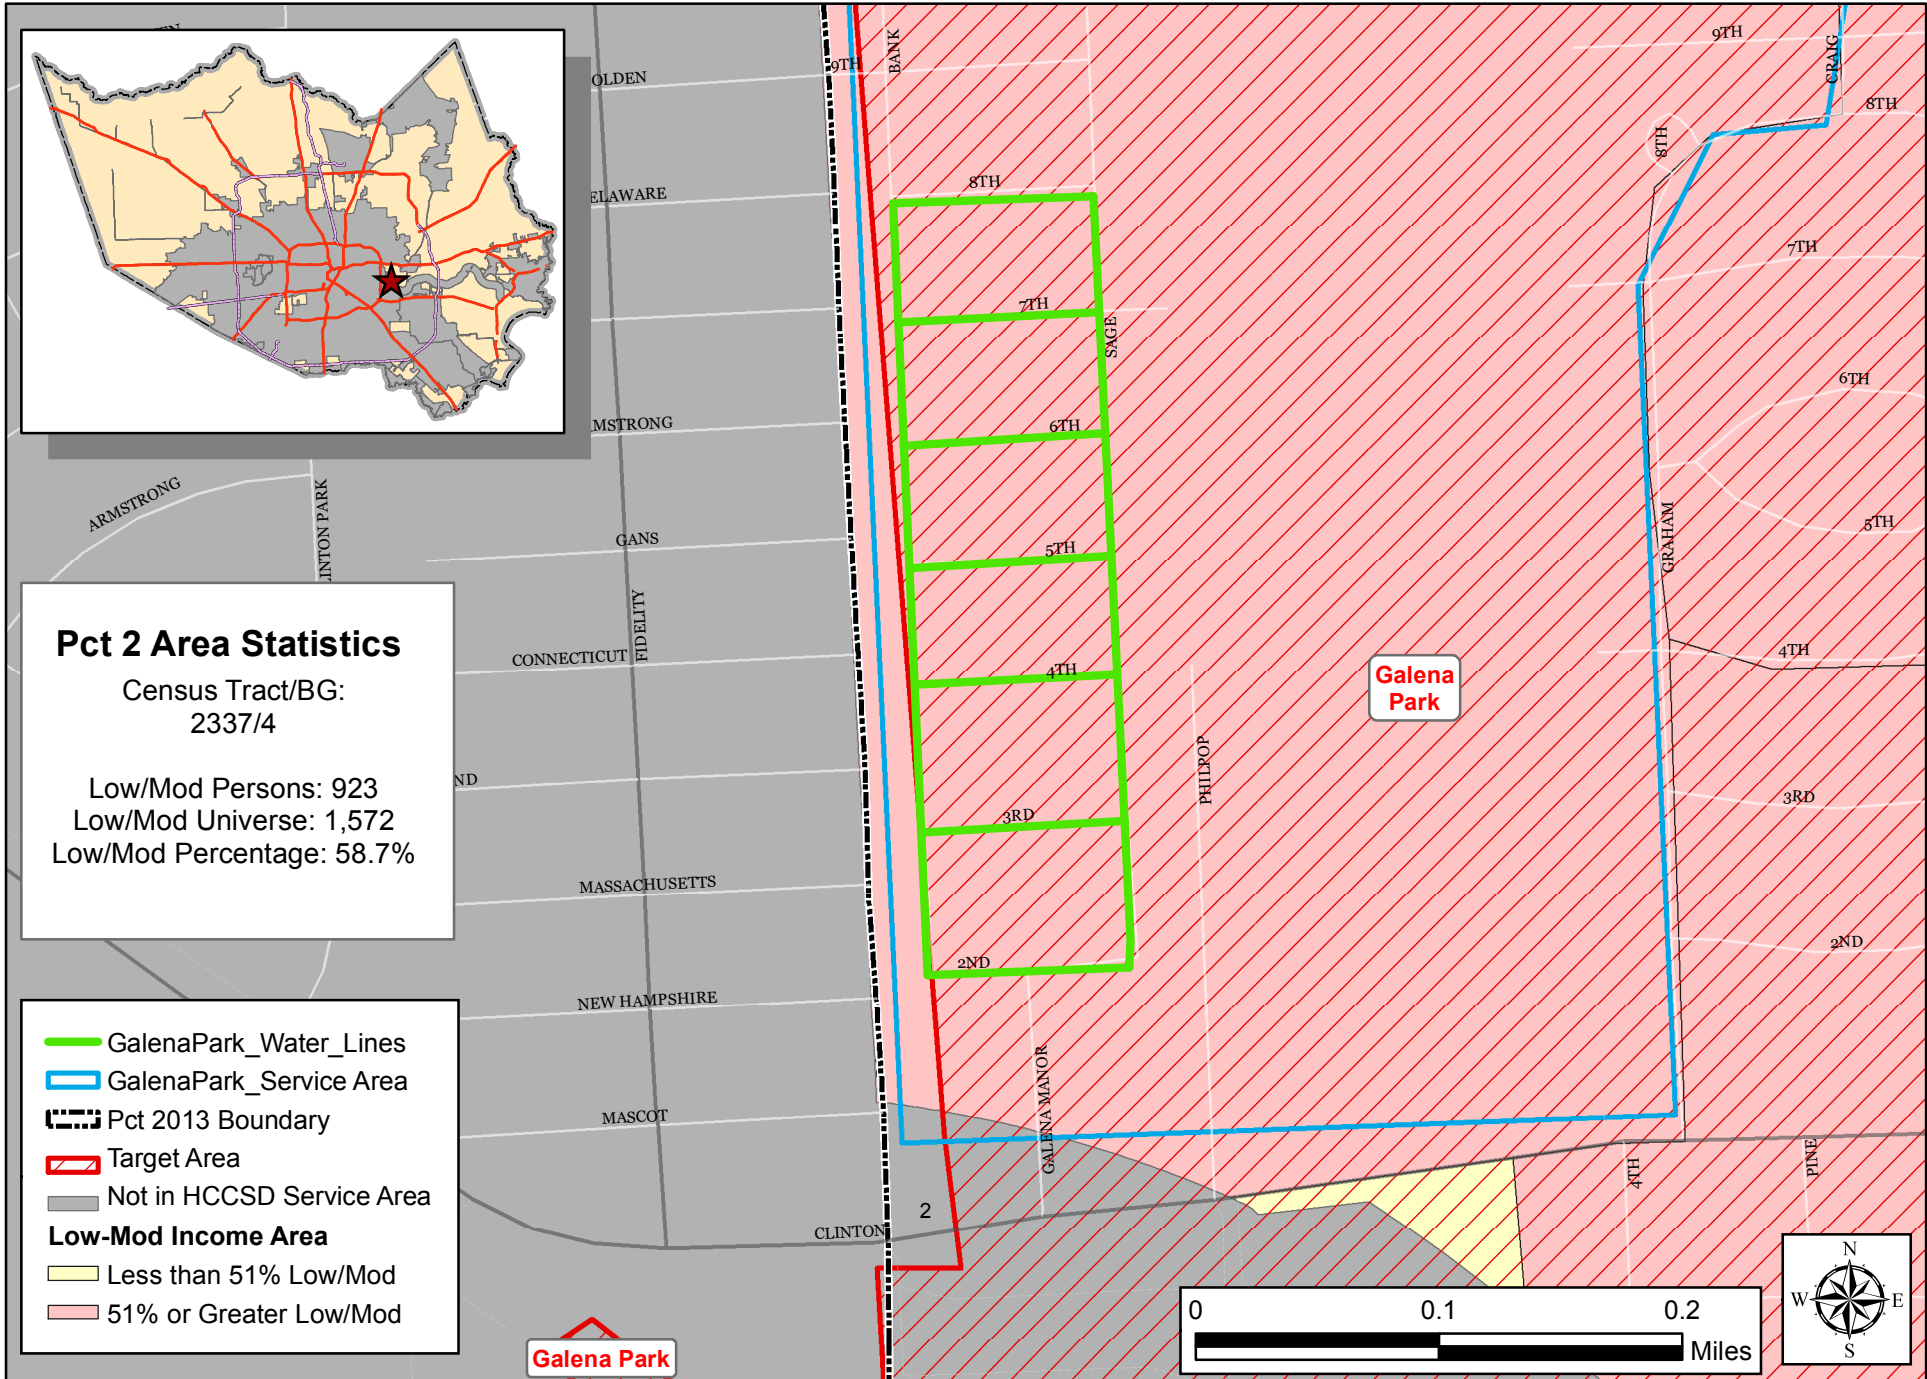 9TH
BANK
9TH
CRAIG
8TH
8TH
8TH
7TH
SAGE
7TH
6TH
6TH
5TH
5TH
GRAHAM
4TH
4TH
3RD
PHILPOP
3RD
2ND
2ND
GALENA MANOR
4TH
PINE
OLDEN
ELAWARE
MSTRONG
ARMSTRONG
LINTON PARK
GANS
FIDELITY
CONNECTICUT
ND
MASSACHUSETTS
NEW HAMPSHIRE
MASCOT
CLINTON
2
Galena
Park
Galena Park
Pct 2 Area Statistics
Census Tract/BG:
2337/4
Low/Mod Persons: 923
Low/Mod Universe: 1,572
Low/Mod Percentage: 58.7%
GalenaPark_Water_Lines
GalenaPark_Service Area
Pct 2013 Boundary
Target Area
Not in HCCSD Service Area
Low-Mod Income Area
Less than 51% Low/Mod
51% or Greater Low/Mod
0 0.1 0.2
Miles
N
W E
S